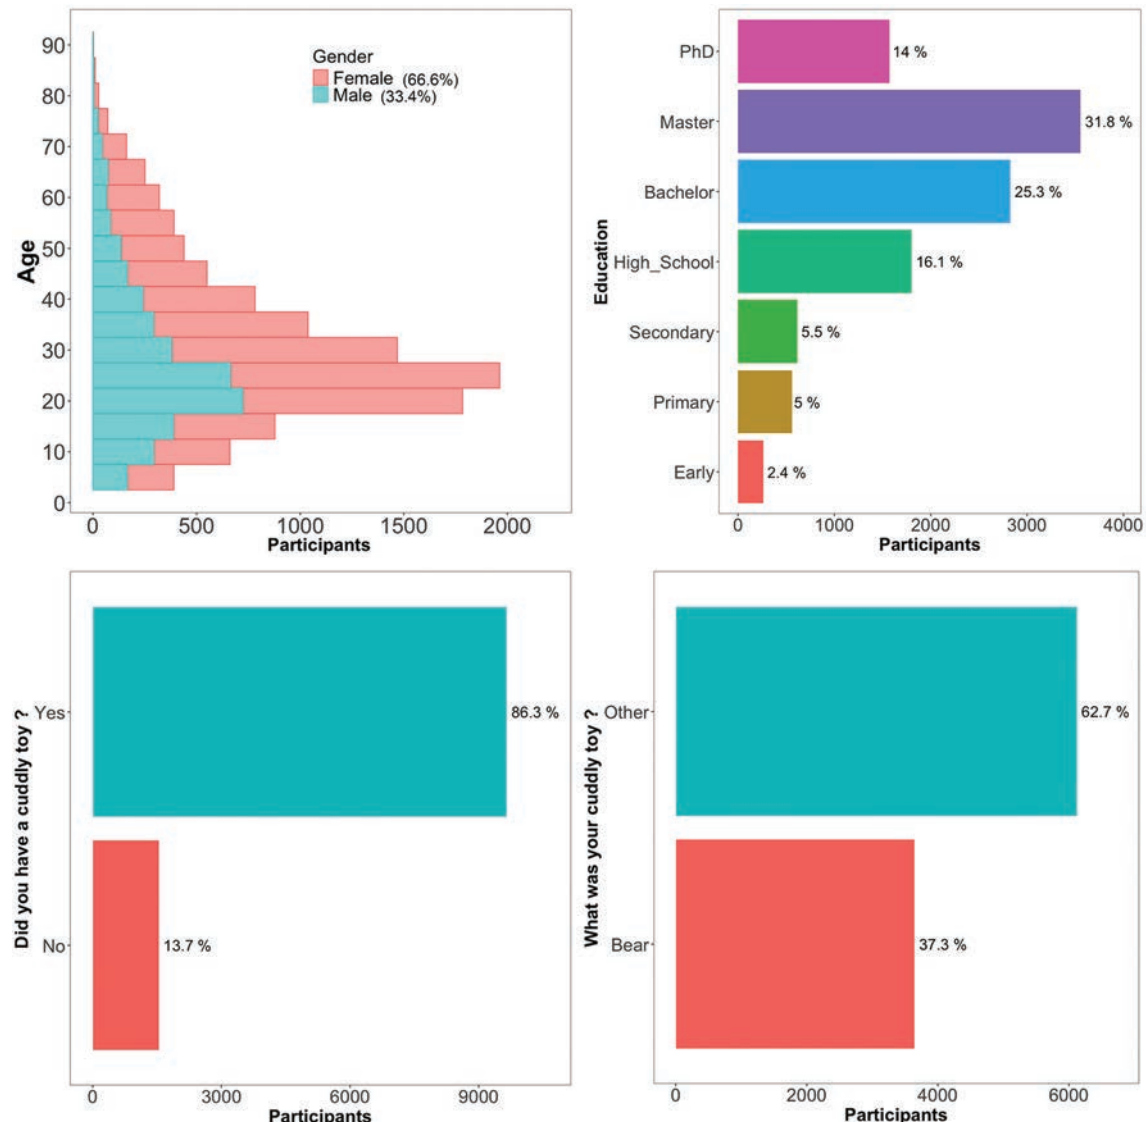 Gender
Female (66.6%)
Male (33.4%)
90
80
70
60
50
40
30
20
10
0
Age
0 500 1000 1500 2000
Participants
PhD 14 %
Master 31.8 %
Bachelor 25.3 %
High_School 16.1 %
Secondary 5.5 %
Primary 5 %
Early 2.4 %
Education
0 1000 2000 3000 4000
Participants
Did you have a cuddly toy ?
Yes 86.3 %
No 13.7 %
0 3000 6000 9000
Participants
What was your cuddly toy ?
Other 62.7 %
Bear 37.3 %
0 2000 4000 6000
Participants